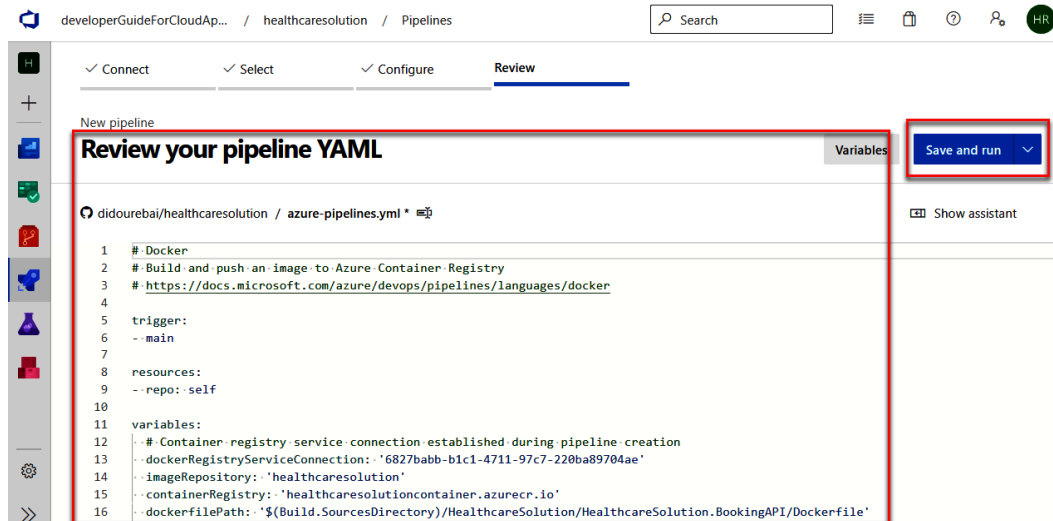 developerGuideForCloudAp... / healthcaresolution / Pipelines
Search
HR
H
Connect
Select
Configure
Review
New pipeline
Review your pipeline YAML
Variables
Save and run
didourebai/healthcaresolution / azure-pipelines.yml *
Show assistant
1 # Docker
2 # Build and push an image to Azure Container Registry
3 # https://docs.microsoft.com/azure/devops/pipelines/languages/docker
4
5 trigger:
6 - main
7
8 resources:
9 - repo: self
10
11 variables:
12 # Container registry service connection established during pipeline creation
13 dockerRegistryServiceConnection: '6827babb-b1c1-4711-97c7-220ba89704ae'
14 imageRepository: 'healthcaresolution'
15 containerRegistry: 'healthcaresolutioncontainer.azurecr.io'
16 dockerfilePath: '$(Build.SourcesDirectory)/HealthcareSolution/HealthcareSolution.BookingAPI/Dockerfile'